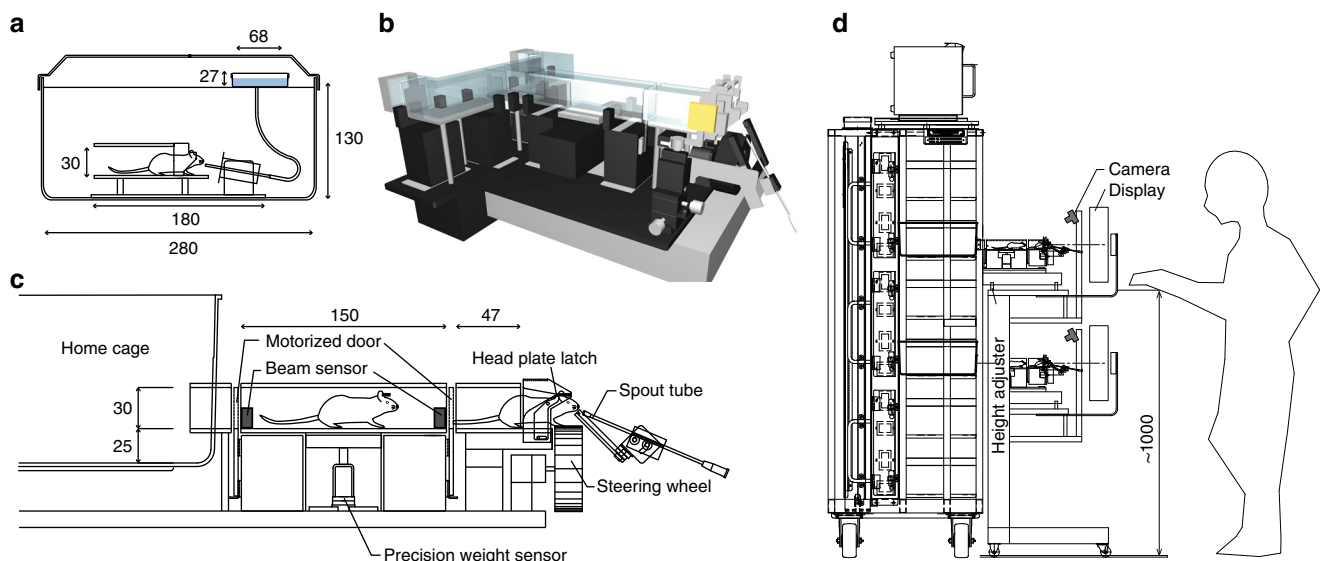 a
68
27
130
30
180
280
b
c
150
47
Home cage
Motorized door
Beam sensor
Head plate latch
Spout tube
30
25
Steering wheel
Precision weight sensor
d
Camera
Display
Height adjuster
~1000